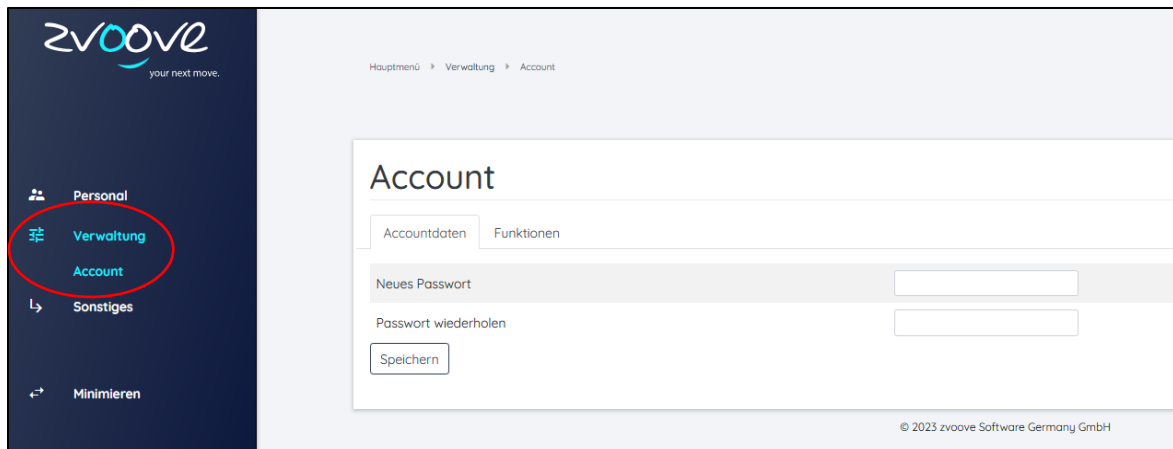 zvoove
your next move.
Hauptmenü Verwaltung Account
Personal
Verwaltung
Account
Sonstiges
Minimieren
Account
Accountdaten Funktionen
Neues Passwort
Passwort wiederholen
Speichern
© 2023 zvoove Software Germany GmbH